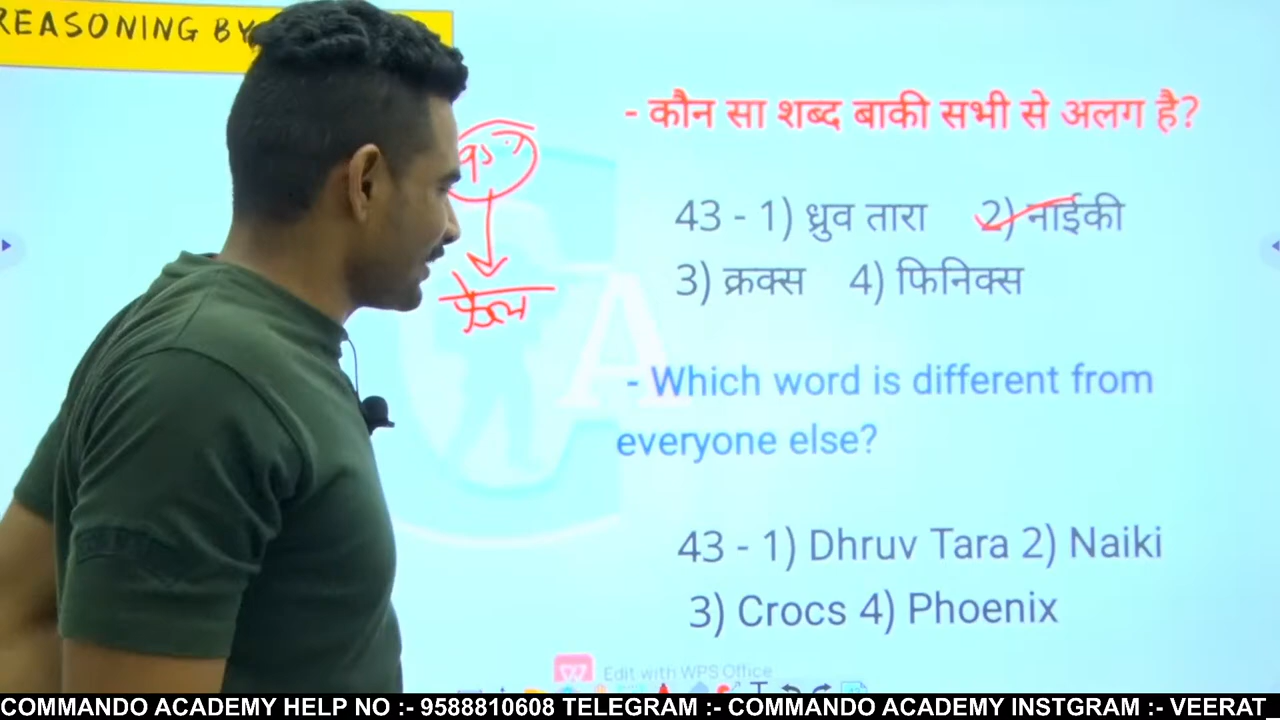 REASONING BY
- कौन सा शब्द बाकी सभी से अलग है?
43 - 1) ध्रुव तारा 2) नाईकी
3) क्रक्स 4) फिनिक्स
- Which word is different from
everyone else?
43 - 1) Dhruv Tara 2) Naiki
3) Crocs 4) Phoenix
A
Edit with WPS Office
COMMANDO ACADEMY HELP NO :- 9588810608 TELEGRAM :- COMMANDO ACADEMY INSTGRAM :- VEERAT